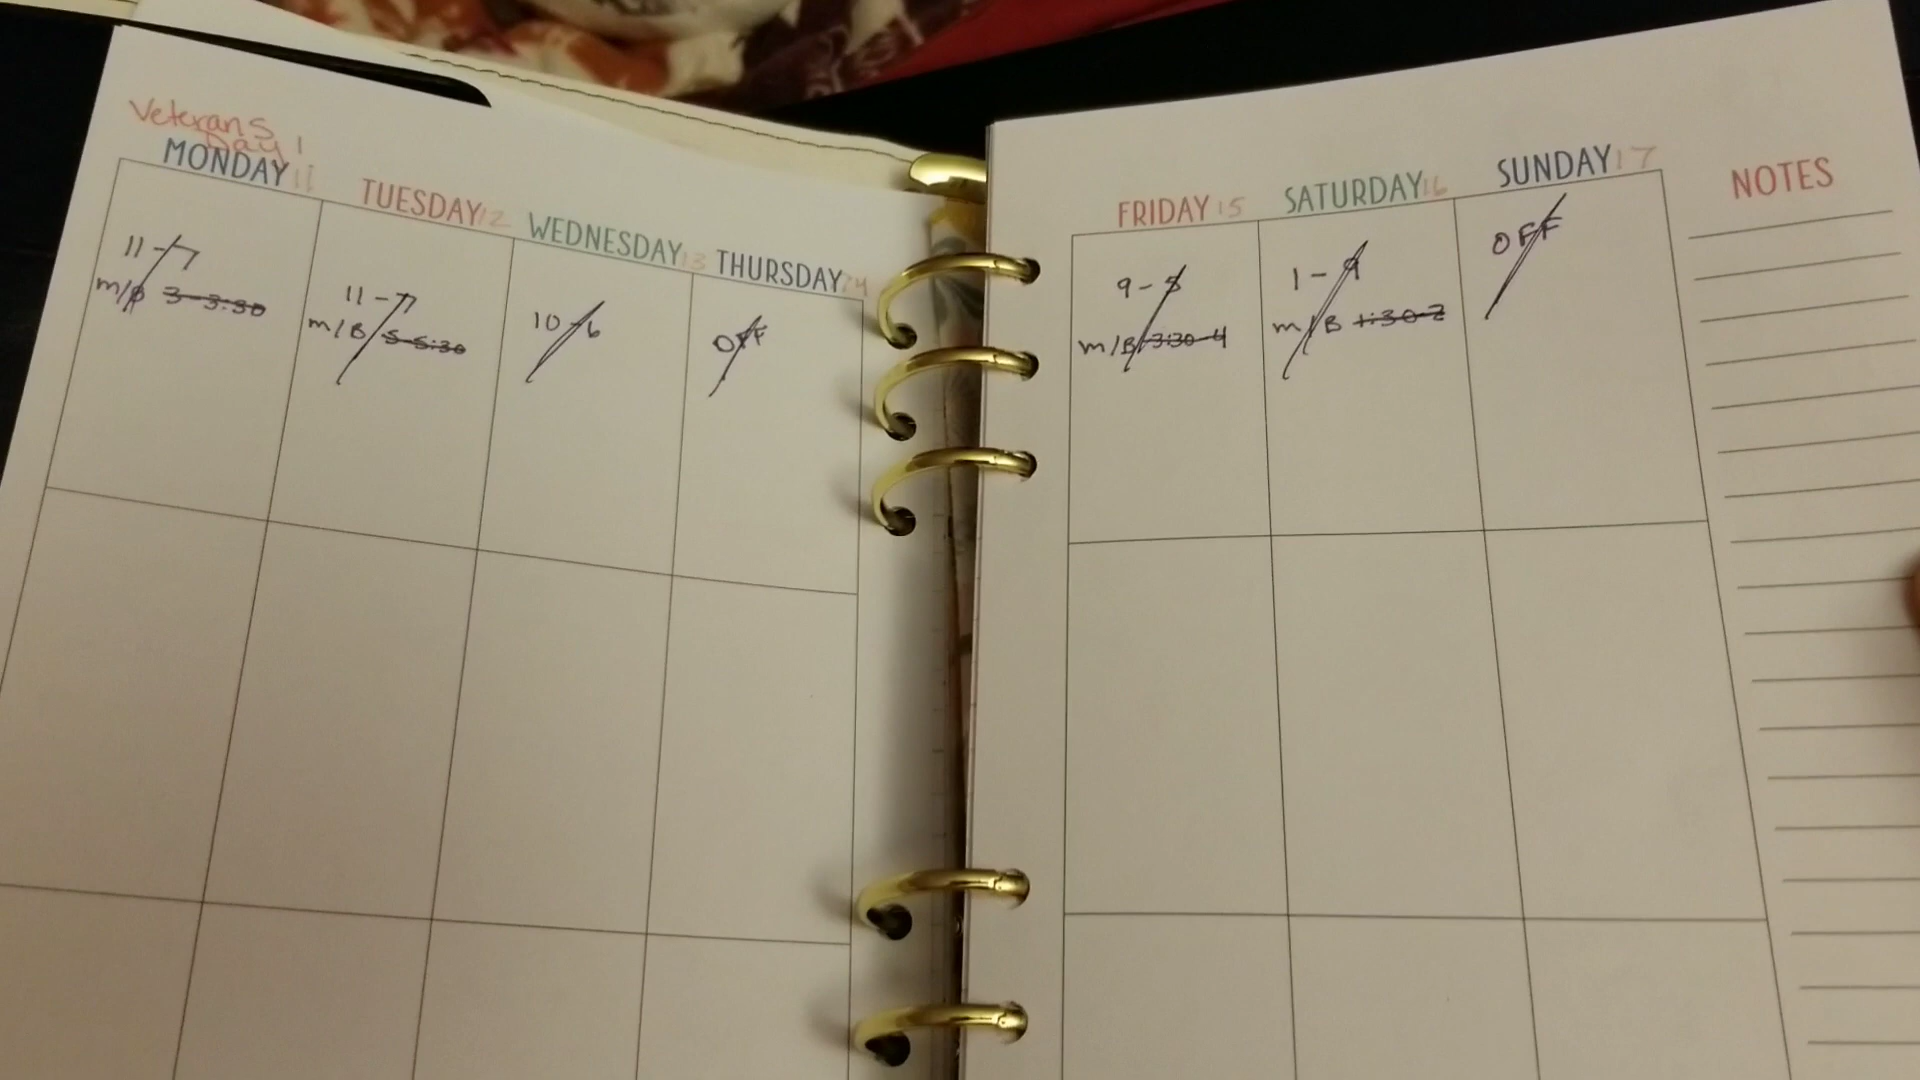 Veterans
Day!
MONDAY 11
11-7
m/B 3-3:30
TUESDAY 12
11-7
m/B 5-5:30
WEDNESDAY 13
10-6
THURSDAY 14
OFF
FRIDAY 15
9-5
m/B 3:30-4
SATURDAY 16
1-9
m/B 1:30-2
SUNDAY 17
OFF
NOTES